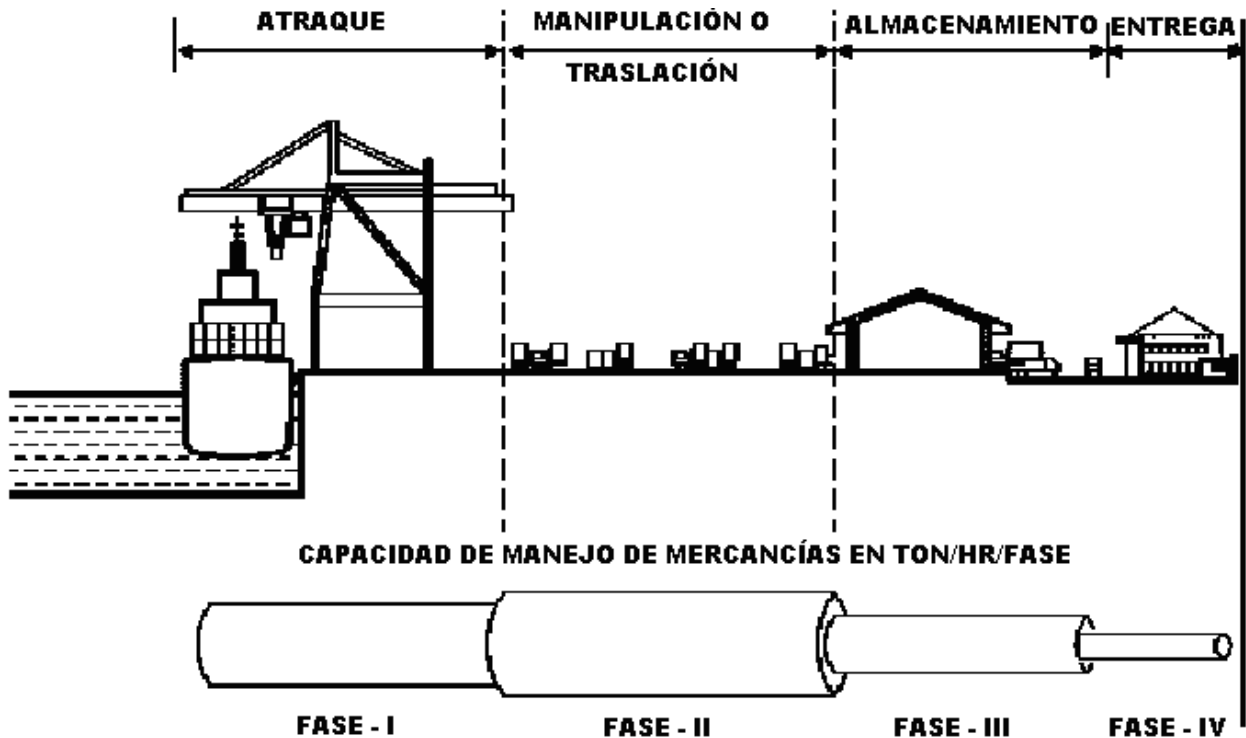 ATRAQUE
MANIPULACIÓN O
TRASLACIÓN
ALMACENAMIENTO
ENTREGA
CAPACIDAD DE MANEJO DE MERCANCÍAS EN TON/HR/FASE
FASE - I
FASE - II
FASE - III
FASE - IV